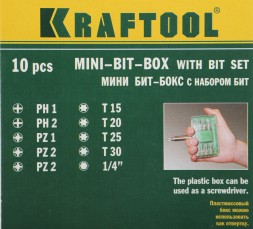 KRAFTOOL
10 pcs MINI-BIT-BOX WITH BIT SET
МИНИ БИТ-БОКС С НАБОРОМ БИТ
PH 1 T 15
PH 2 T 20
PZ 1 T 25
PZ 2 T 30
PZ 2 1/4"
The plastic box can be
used as a screwdriver.
Пластмассовый
бокс можно
использовать
как отвертку.